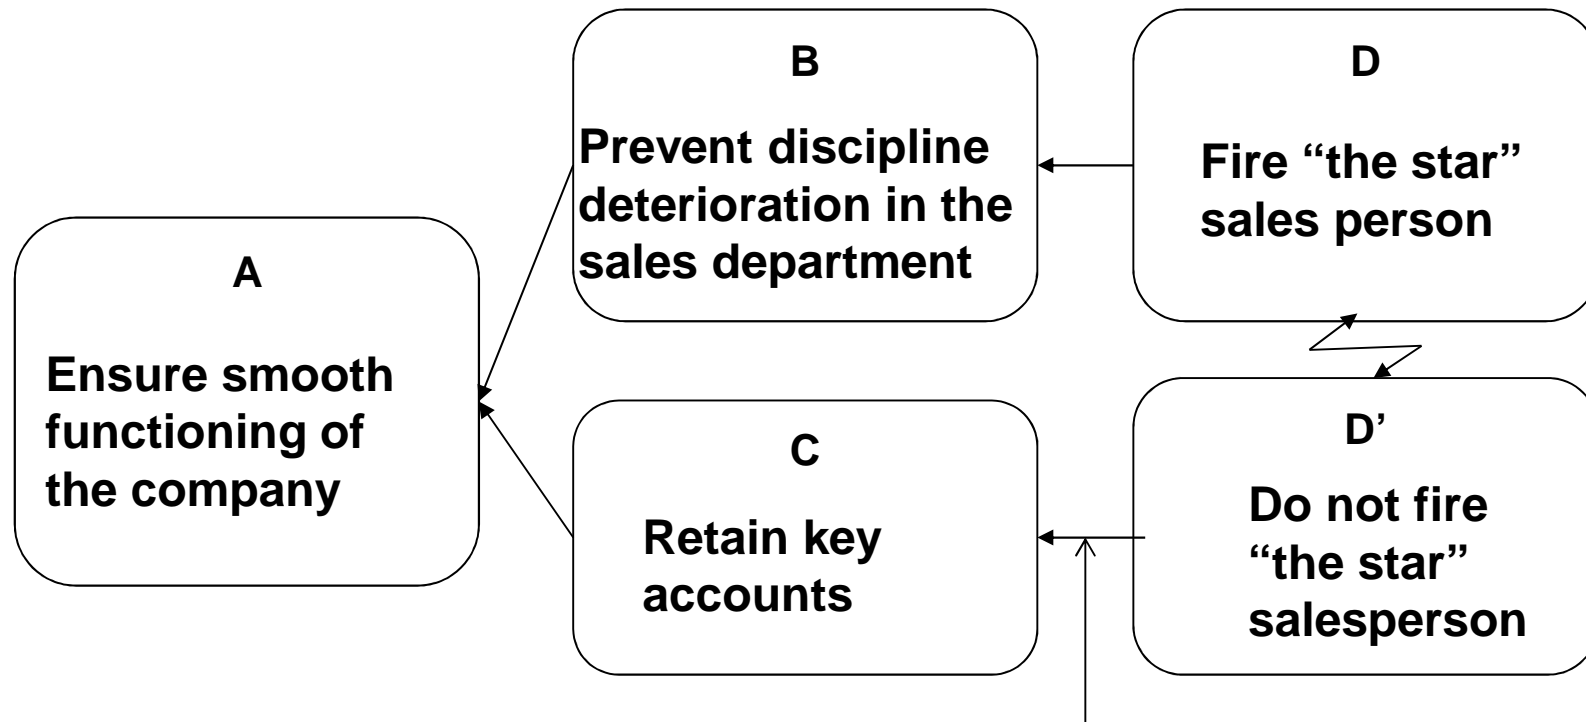 A
Ensure smooth
functioning of
the company
B
Prevent discipline
deterioration in the
sales department
C
Retain key
accounts
D
Fire “the star”
sales person
D’
Do not fire
“the star”
salesperson